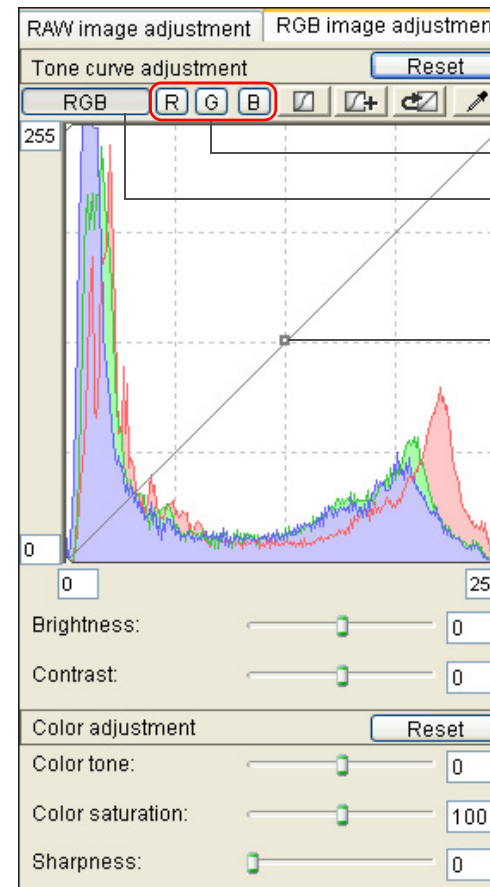 RAW image adjustment RGB image adjustmen
Tone curve adjustment Reset
RGB R G B
255
0
0 25
Brightness: 0
Contrast: 0
Color adjustment Reset
Color tone: 0
Color saturation: 100
Sharpness: 0